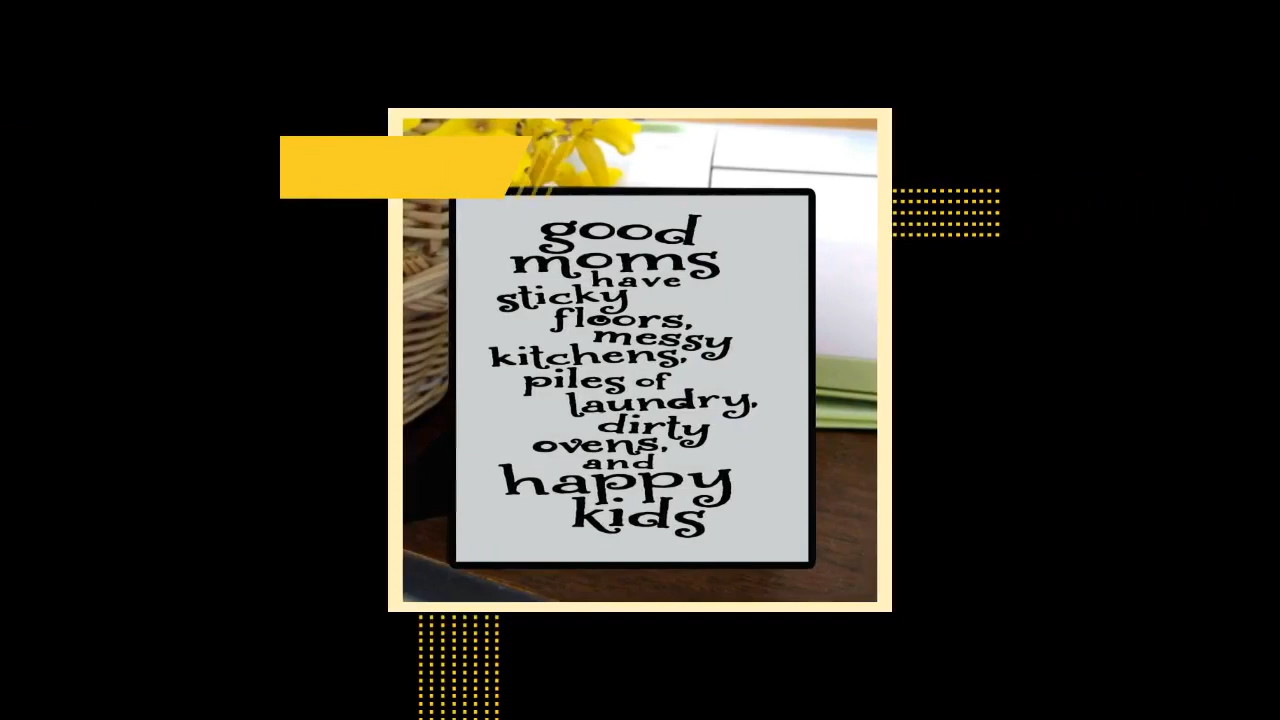 good
moms
have
sticky
floors,
messy
kitchens,
piles of
laundry,
dirty
ovens,
and
happy
kids